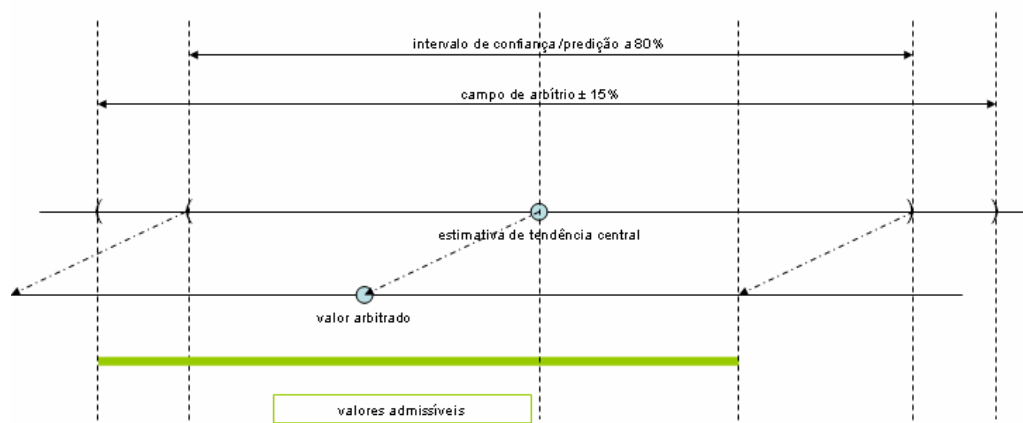 intervalo de confiança/predição a 80%
campo de arbítrio ± 15%
estimativa de tendência central
valor arbitrado
valores admissíveis